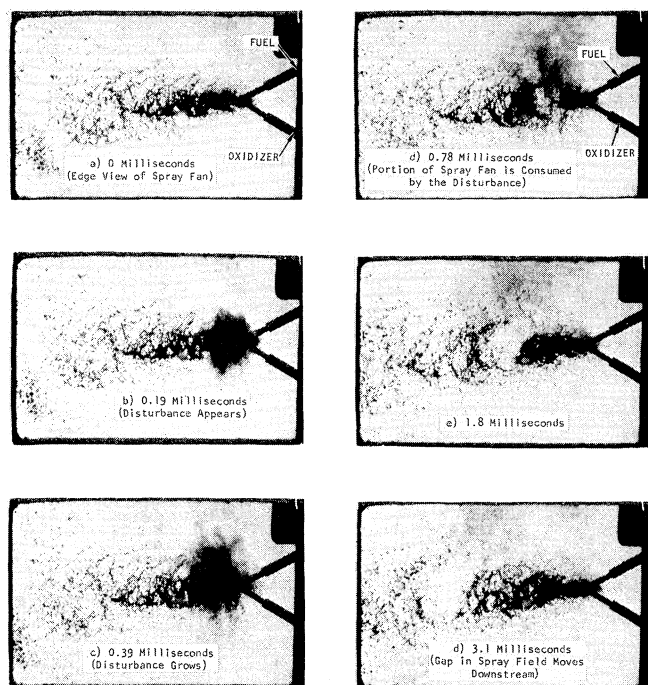 FUEL
OXIDIZER
a) 0 Milliseconds
(Edge View of Spray Fan)
b) 0.19 Milliseconds
(Disturbance Appears)
c) 0.39 Milliseconds
(Disturbance Grows)
FUEL
OXIDIZER
d) 0.78 Milliseconds
(Portion of Spray Fan is Consumed
by the Disturbance)
e) 1.8 Milliseconds
d) 3.1 Milliseconds
(Gap in Spray Field Moves
Downstream)